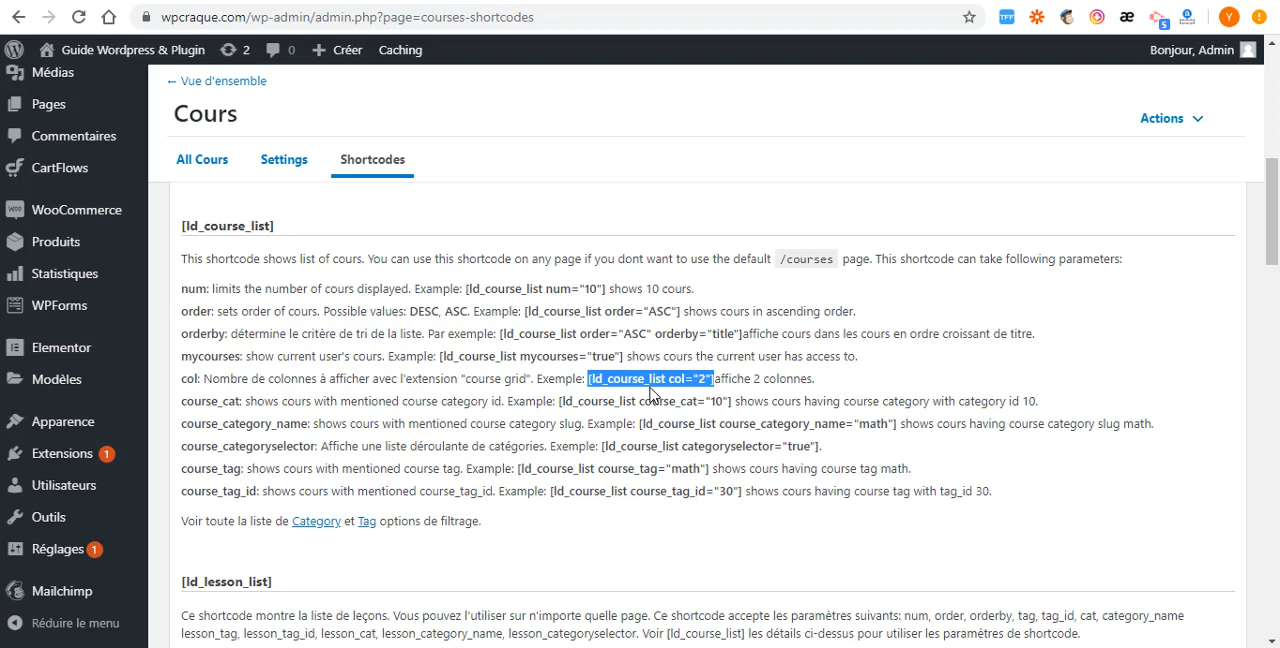 wpcraque.com/wp-admin/admin.php?page=courses-shortcodes
TFF
æ
5
a
Y
Guide Wordpress & Plugin
2
0
Créer
Caching
Bonjour, Admin
Médias
Pages
Commentaires
CartFlows
WooCommerce
Produits
Statistiques
WPForms
Elementor
Modèles
Apparence
Extensions 1
Utilisateurs
Outils
Réglages 1
Mailchimp
Réduire le menu
← Vue d'ensemble
Cours
Actions
All Cours
Settings
Shortcodes
[ld_course_list]
This shortcode shows list of cours. You can use this shortcode on any page if you dont want to use the default /courses page. This shortcode can take following parameters:
num: limits the number of cours displayed. Example: [ld_course_list num="10"] shows 10 cours.
order: sets order of cours. Possible values: DESC, ASC. Example: [ld_course_list order="ASC"] shows cours in ascending order.
orderby: détermine le critère de tri de la liste. Par exemple: [ld_course_list order="ASC" orderby="title"]affiche cours dans les cours en ordre croissant de titre.
mycourses: show current user's cours. Example: [ld_course_list mycourses="true"] shows cours the current user has access to.
col: Nombre de colonnes à afficher avec l'extension "course grid". Exemple: [ld_course_list col="2"]affiche 2 colonnes.
course_cat: shows cours with mentioned course category id. Example: [ld_course_list course_cat="10"] shows cours having course category with category id 10.
course_category_name: shows cours with mentioned course category slug. Example: [ld_course_list course_category_name="math"] shows cours having course category slug math.
course_categoryselector: Affiche une liste déroulante de catégories. Exemple: [ld_course_list categoryselector="true"].
course_tag: shows cours with mentioned course tag. Example: [ld_course_list course_tag="math"] shows cours having course tag math.
course_tag_id: shows cours with mentioned course_tag_id. Example: [ld_course_list course_tag_id="30"] shows cours having course tag with tag_id 30.
Voir toute la liste de Category et Tag options de filtrage.
[ld_lesson_list]
Ce shortcode montre la liste de leçons. Vous pouvez l'utiliser sur n'importe quelle page. Ce shortcode accepte les paramètres suivants: num, order, orderby, tag, tag_id, cat, category_name
lesson_tag, lesson_tag_id, lesson_cat, lesson_category_name, lesson_categoryselector. Voir [ld_course_list] les détails ci-dessus pour utiliser les paramètres de shortcode.